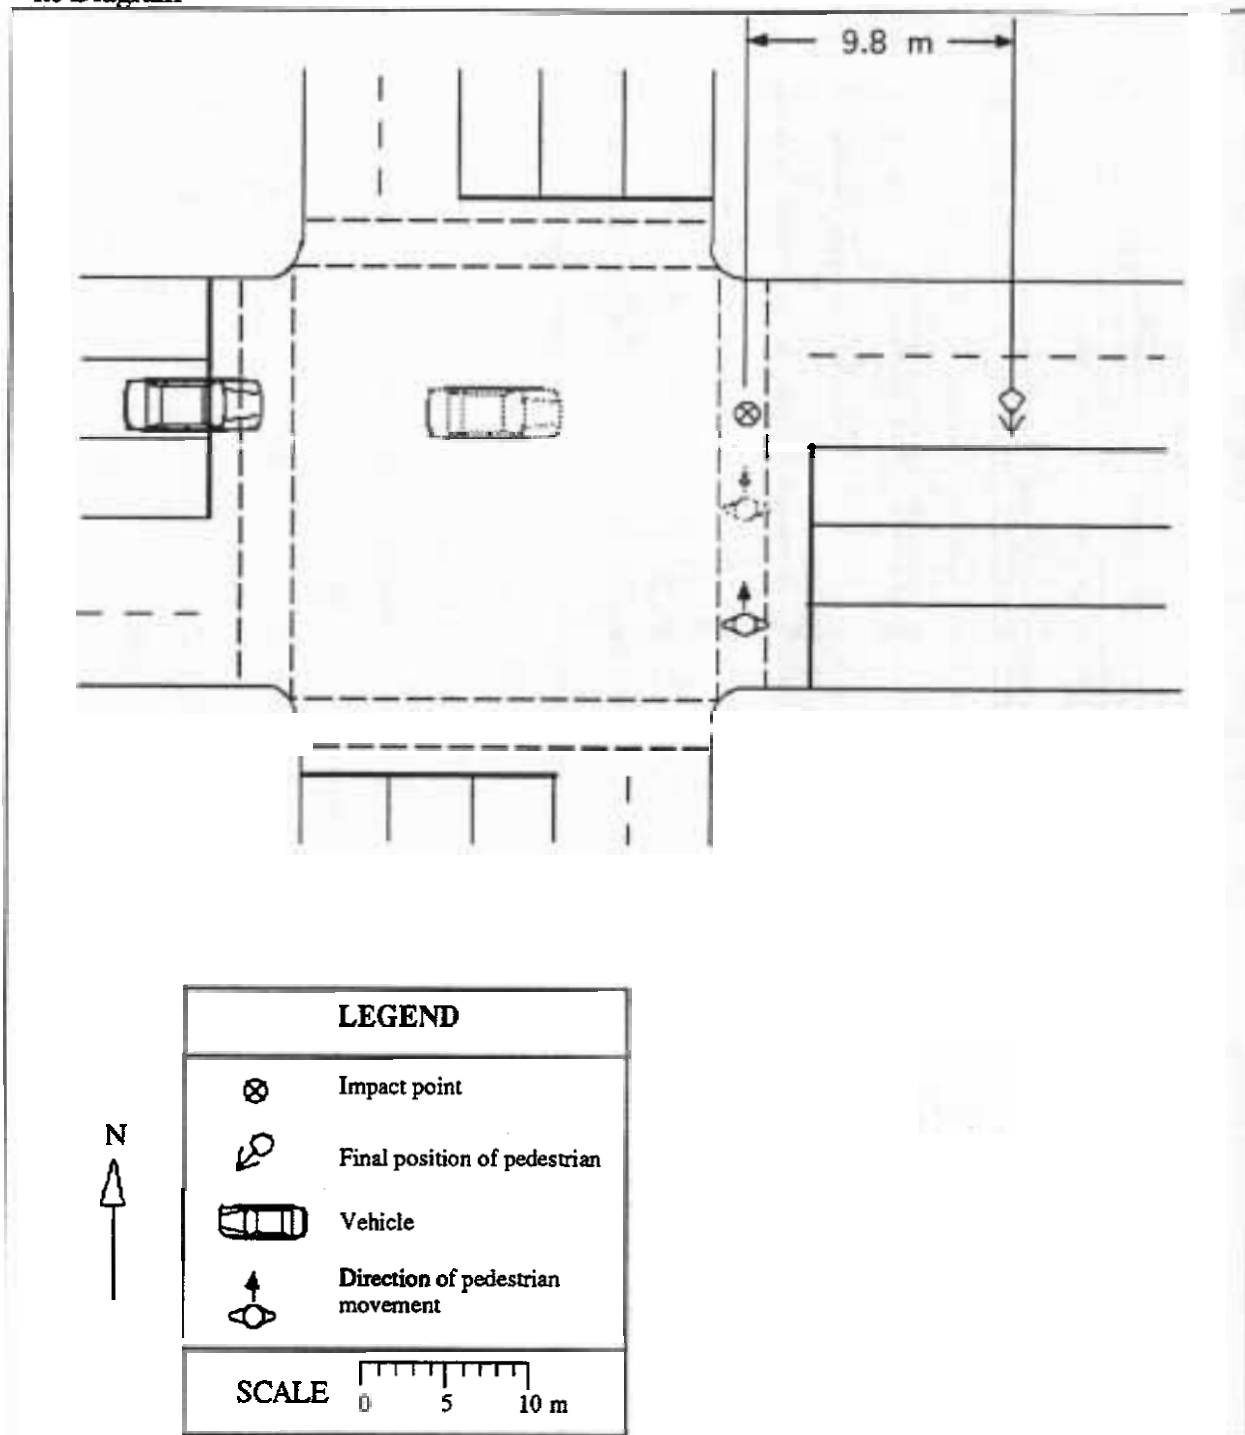 9.8 m
LEGEND
Impact point
Final position of pedestrian
Vehicle
Direction of pedestrian
movement
N
SCALE
0 5 10 m